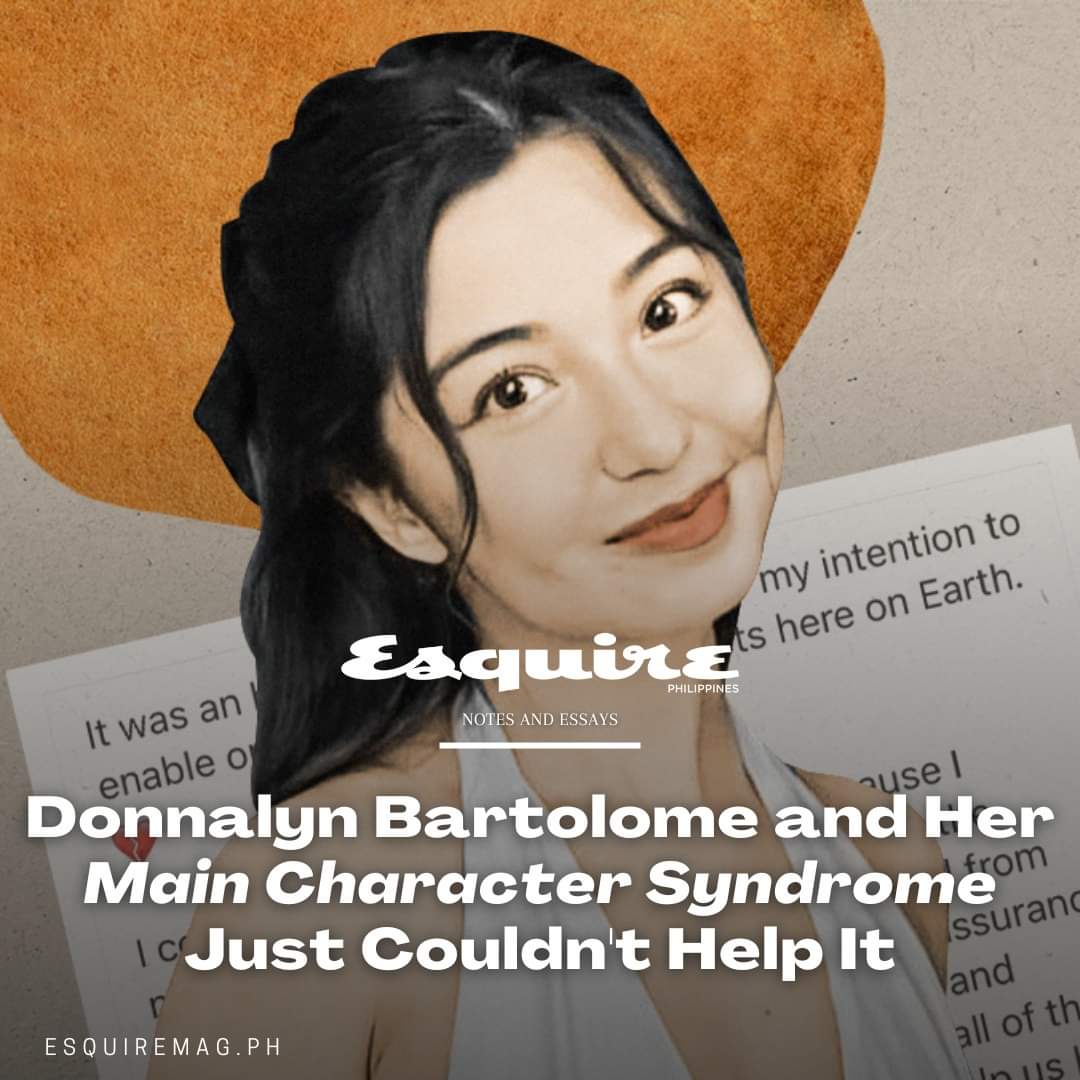 my intention to
ts here on Earth.
Esquire
PHILIPPINES
NOTES AND ESSAYS
It was an
enable
ause I
Donnalyn Bartolome and Her
Main Character Syndrome
Just Couldn't Help It
from
I c
ssuranc
and
all of th
us
ESQUIREMAG.PH